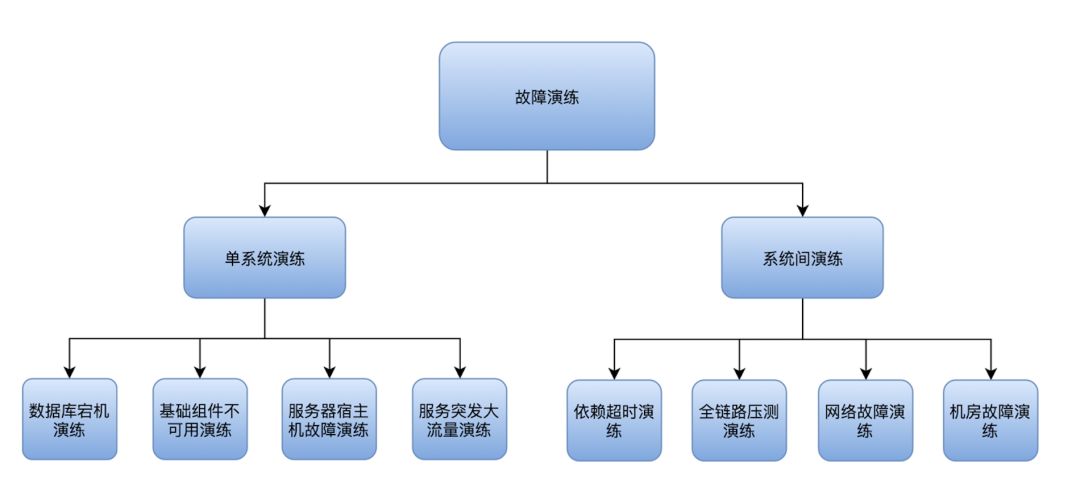 故障演练
单系统演练
系统间演练
数据库宕机
演练
基础组件不
可用演练
服务器宿主
机故障演练
服务突发大
流量演练
依赖超时演
练
全链路压测
演练
网络故障演
练
机房故障演
练